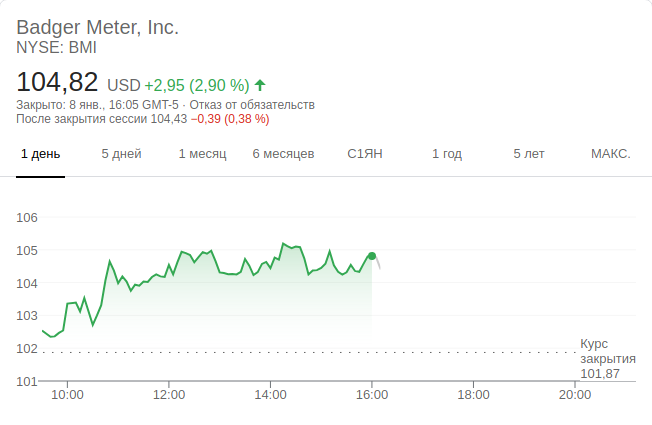 Badger Meter, Inc.
NYSE: BMI
104,82 USD +2,95 (2,90 %)
Закрыто: 8 янв., 16:05 GMT-5 · Отказ от обязательств
После закрытия сессии 104,43 −0,39 (0,38 %)
1 день 5 дней 1 месяц 6 месяцев С1ЯН 1 год 5 лет МАКС.
106
105
104
103
102
Курс
закрытия
101,87
101
10:00 12:00 14:00 16:00 18:00 20:00